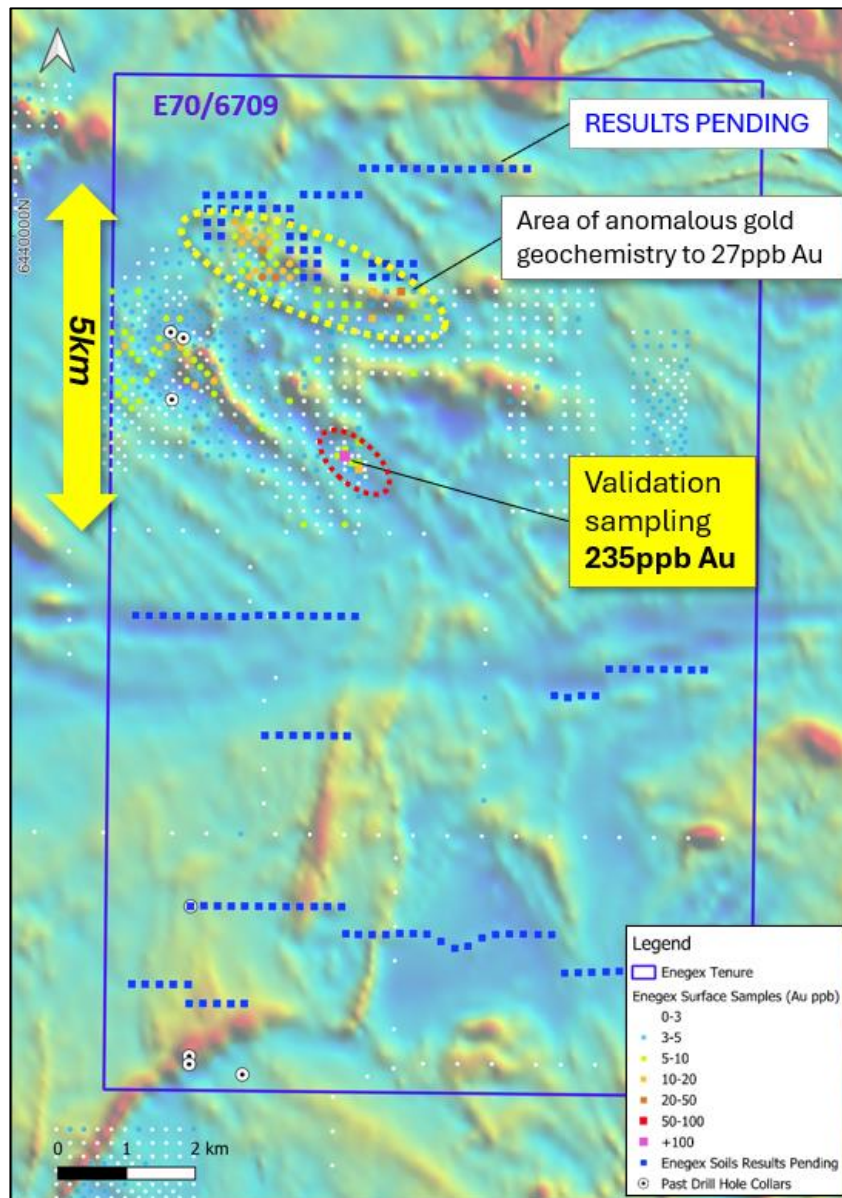 E70/6709
RESULTS PENDING
6440000N
Area of anomalous gold
geochemistry to 27ppb Au
5km
Validation
sampling
235ppb Au
Legend
Enegex Tenure
Enegex Surface Samples (Au ppb)
0-3
3-5
5-10
10-20
20-50
50-100
+100
Enegex Soils Results Pending
Past Drill Hole Collars
0 1 2 km